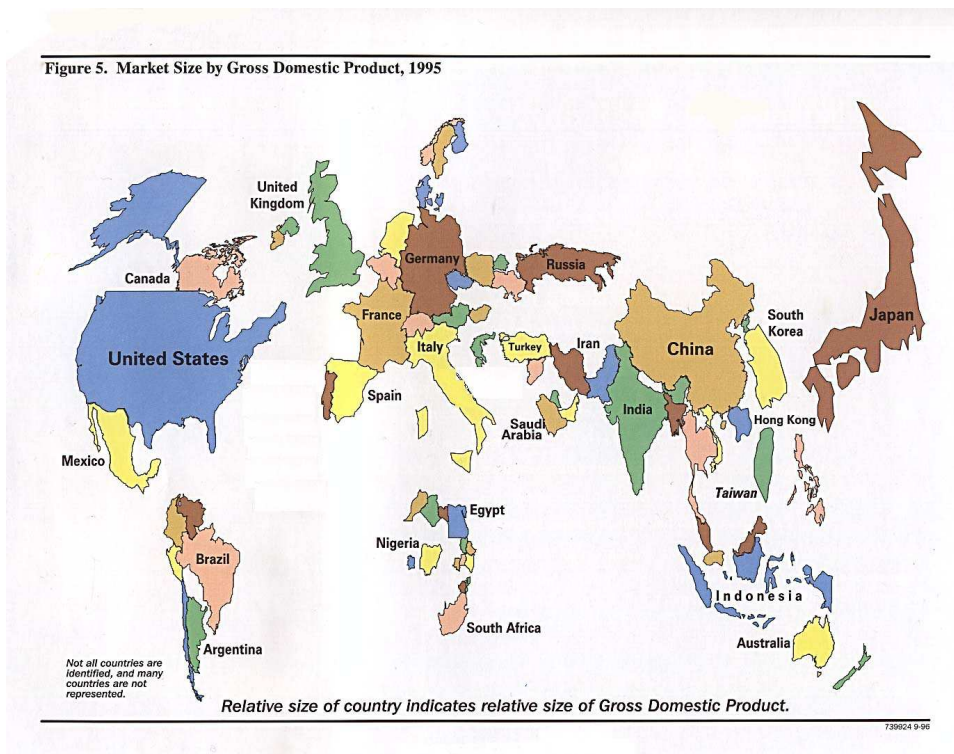 Figure 5. Market Size by Gross Domestic Product, 1995
United
Kingdom
Canada
Germany
Russia
France
South
Korea
Japan
United States
Italy
Turkey
Iran
China
Spain
India
Saudi
Arabia
Hong Kong
Mexico
Taiwan
Egypt
Nigeria
Brazil
Indonesia
South Africa
Australia
Argentina
Not all countries are
identified, and many
countries are not
represented.
Relative size of country indicates relative size of Gross Domestic Product.
739924 9-96